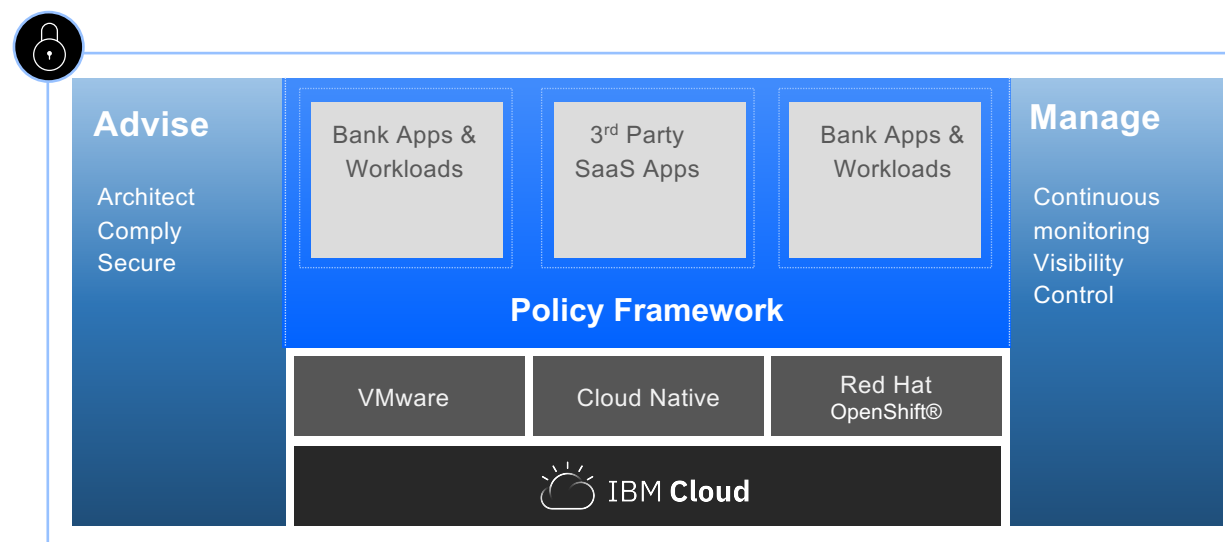 Advise
Architect
Comply
Secure
Bank Apps &
Workloads
3rd Party
SaaS Apps
Bank Apps &
Workloads
Policy Framework
VMware
Cloud Native
Red Hat
OpenShift®
IBM Cloud
Manage
Continuous
monitoring
Visibility
Control